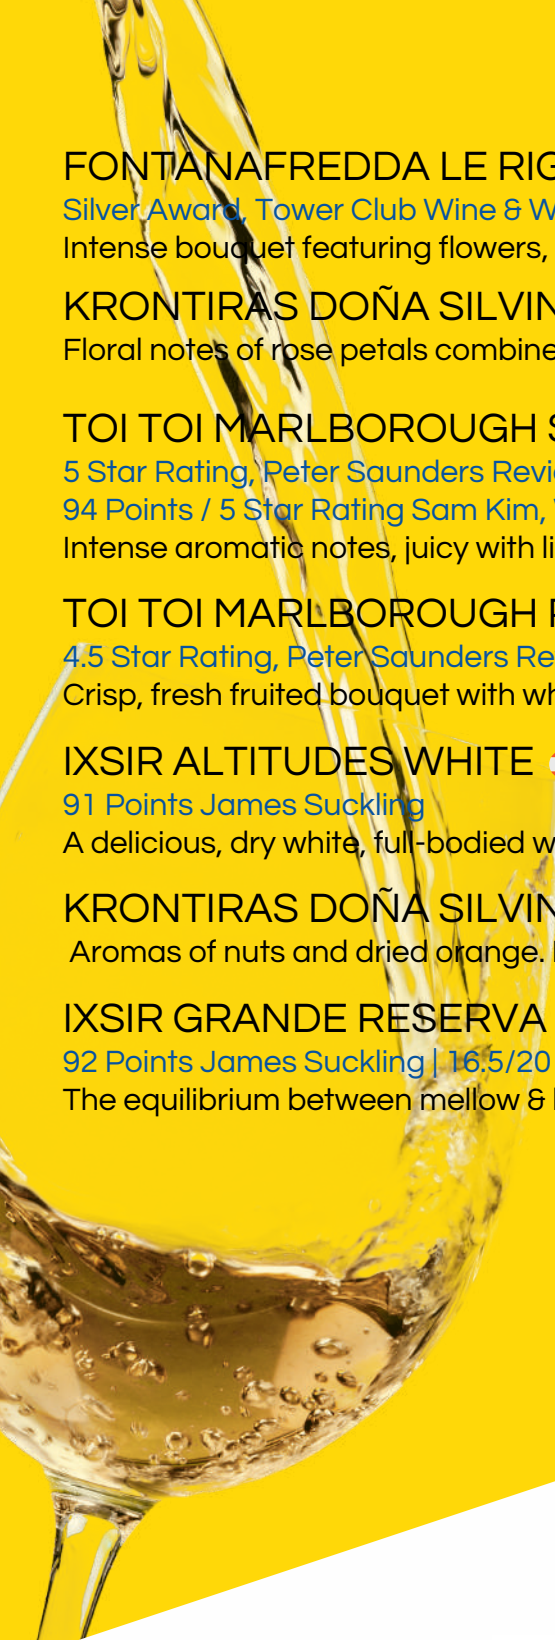 FONTANAFREDDA LE RIG
Silver Award, Tower Club Wine & W
Intense bouquet featuring flowers,
KRONTIRAS DOÑA SILVIN
Floral notes of rose petals combine
TOI TOI MARLBOROUGH S
5 Star Rating, Peter Saunders Revi
94 Points / 5 Star Rating Sam Kim,
Intense aromatic notes, juicy with li
TOI TOI MARLBOROUGH
4.5 Star Rating, Peter Saunders Re
Crisp, fresh fruited bouquet with wh
IXSIR ALTITUDES WHITE
91 Points James Suckling
A delicious, dry white, full-bodied w
KRONTIRAS DOÑA SILVIN
Aromas of nuts and dried orange.
IXSIR GRANDE RESERVA
92 Points James Suckling | 16.5/20
The equilibrium between mellow &